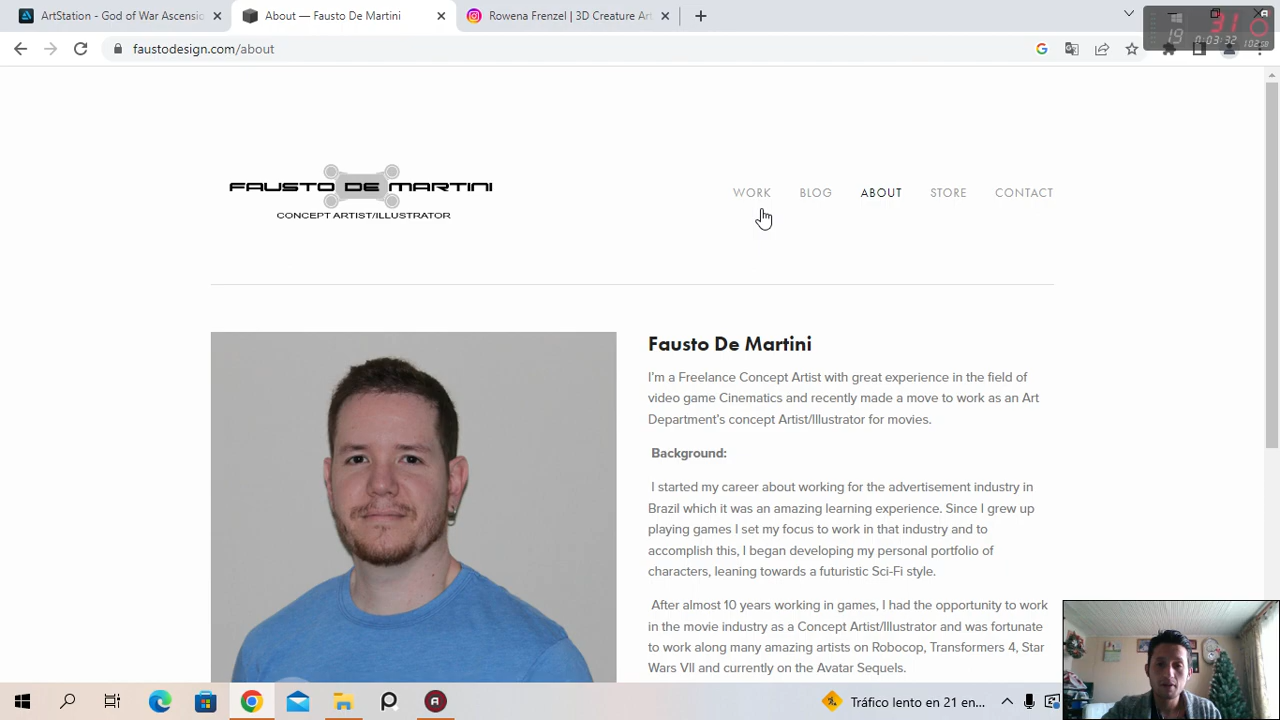 ArtStation - God of War Ascensio
About — Fausto De Martini
Rowena Frenzel | 3D Creature Art
faustodesign.com/about
31
19
0:03:32
102
FAUSTO DE MARTINI
CONCEPT ARTIST/ILLUSTRATOR
WORK
BLOG
ABOUT
STORE
CONTACT
Fausto De Martini
I'm a Freelance Concept Artist with great experience in the field of
video game Cinematics and recently made a move to work as an Art
Department's concept Artist/Illustrator for movies.
Background:
I started my career about working for the advertisement industry in
Brazil which it was an amazing learning experience. Since I grew up
playing games I set my focus to work in that industry and to
accomplish this, I began developing my personal portfolio of
characters, leaning towards a futuristic Sci-Fi style.
After almost 10 years working in games, I had the opportunity to work
in the movie industry as a Concept Artist/Illustrator and was fortunate
to work along many amazing artists on Robocop, Transformers 4, Star
Wars VII and currently on the Avatar Sequels.
Tráfico lento en 21 en...